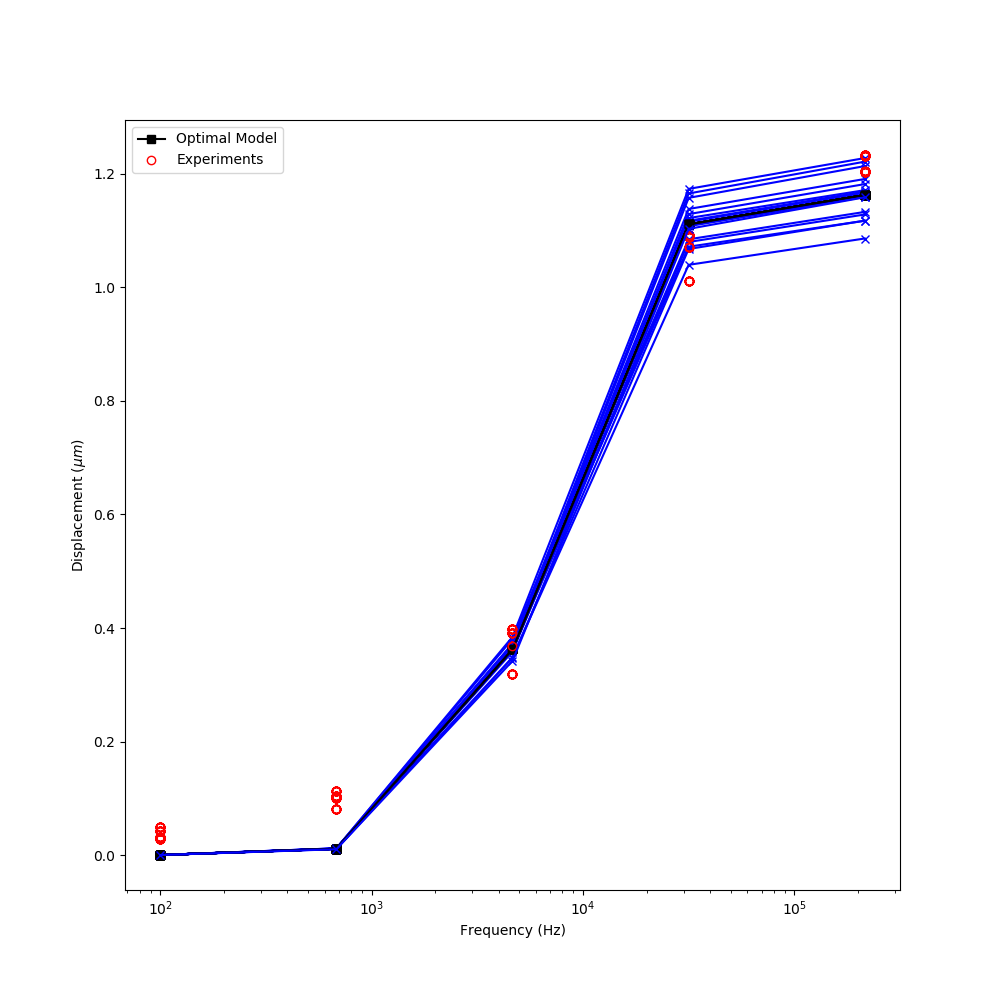 Optimal Model
Experiments
1.2
1.0
0.8
0.6
0.4
0.2
0.0
Displacement (μm)
10²
10³
10⁴
10⁵
Frequency (Hz)